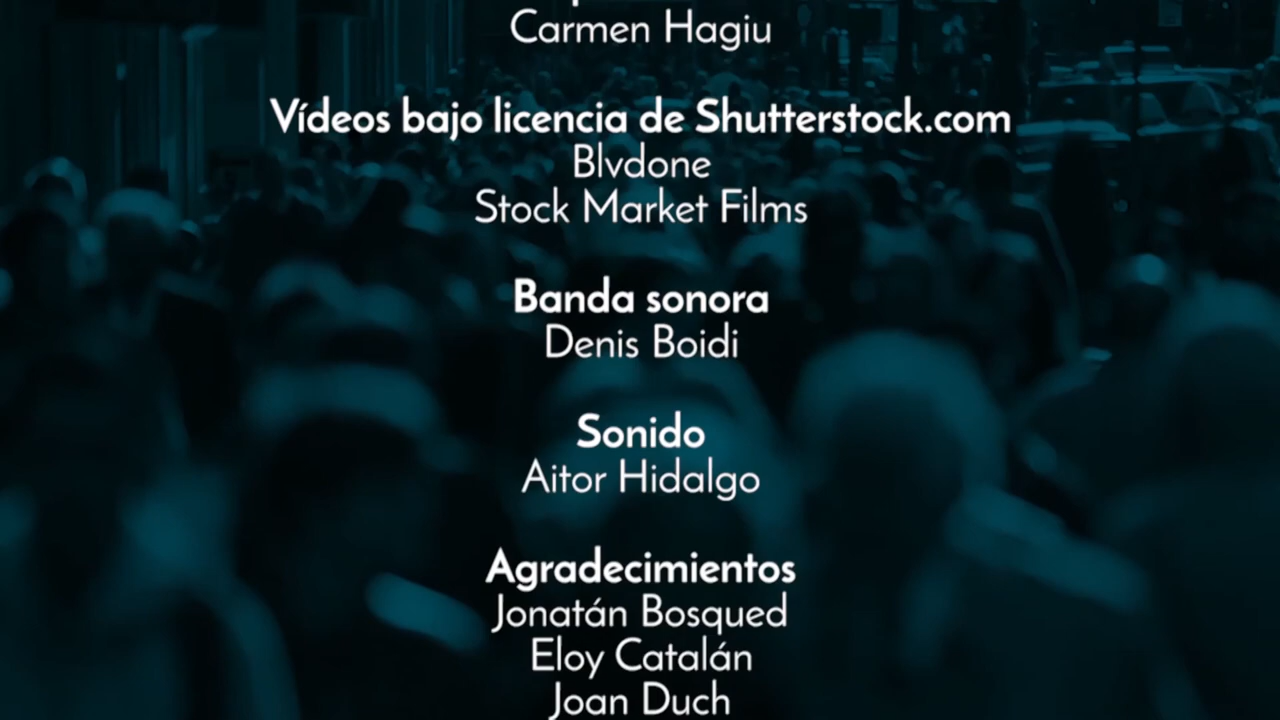 Carmen Hagiu
Vídeos bajo licencia de Shutterstock.com
Blvdone
Stock Market Films
Banda sonora
Denis Boidi
Sonido
Aitor Hidalgo
Agradecimientos
Jonatán Bosqued
Eloy Catalán
Joan Duch